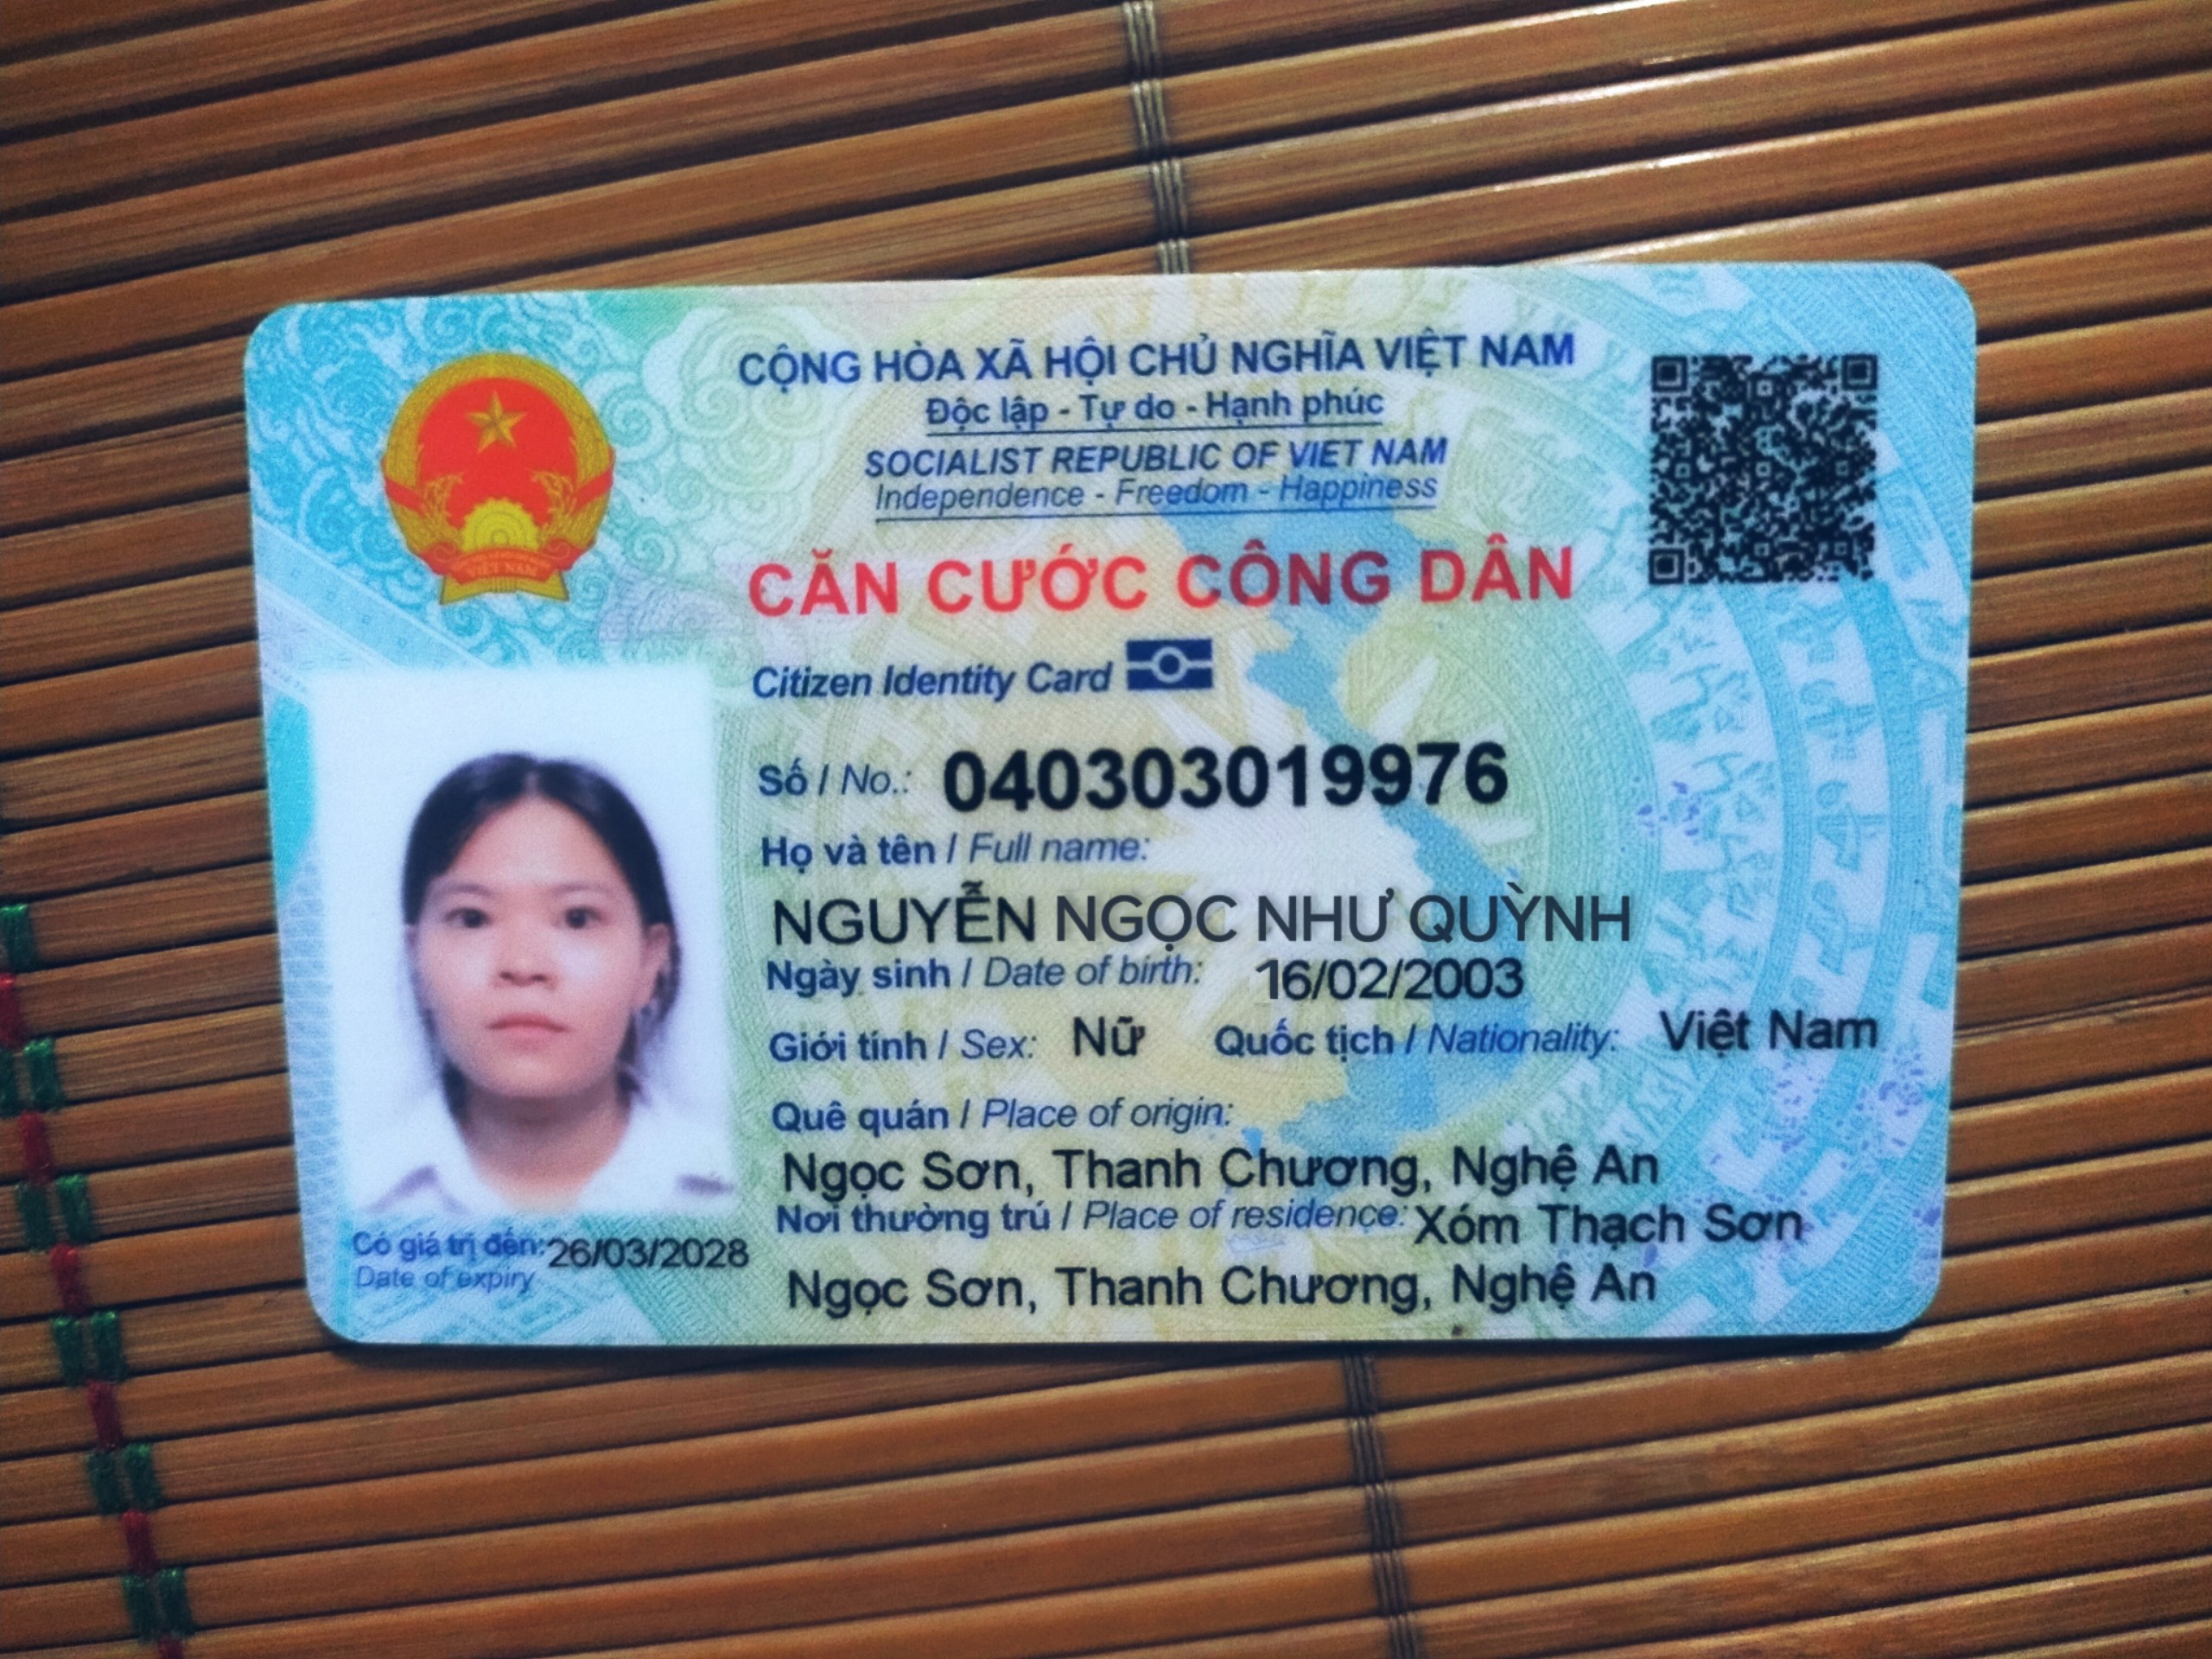 CỘNG HÒA XÃ HỘI CHỦ NGHĨA VIỆT NAM
Độc lập - Tự do - Hạnh phúc
SOCIALIST REPUBLIC OF VIET NAM
Independence - Freedom - Happiness
CĂN CƯỚC CÔNG DÂN
Citizen Identity Card
VIỆT NAM
Số / No.: 040303019976
Họ và tên / Full name:
NGUYỄN NGỌC NHƯ QUỲNH
Ngày sinh / Date of birth: 16/02/2003
Giới tính / Sex: Nữ Quốc tịch / Nationality: Việt Nam
Quê quán / Place of origin:
Ngọc Sơn, Thanh Chương, Nghệ An
Nơi thường trú / Place of residence: Xóm Thạch Sơn
Ngọc Sơn, Thanh Chương, Nghệ An
Có giá trị đến: 26/03/2028
Date of expiry